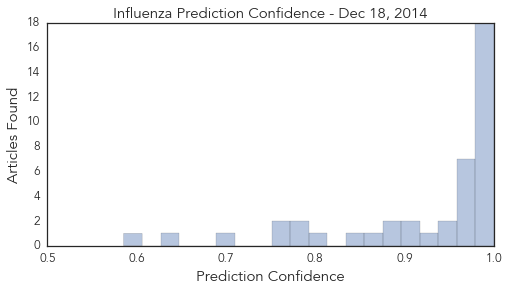 Influenza Prediction Confidence - Dec 18, 2014
18
16
14
12
10
8
6
4
2
0
Articles Found
0.5 0.6 0.7 0.8 0.9 1.0
Prediction Confidence